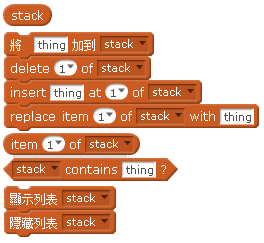 stack
將 thing 加到 stack
delete 1 of stack
insert thing at 1 of stack
replace item 1 of stack with thing
item 1 of stack
stack contains thing ?
顯示列表 stack
隱藏列表 stack